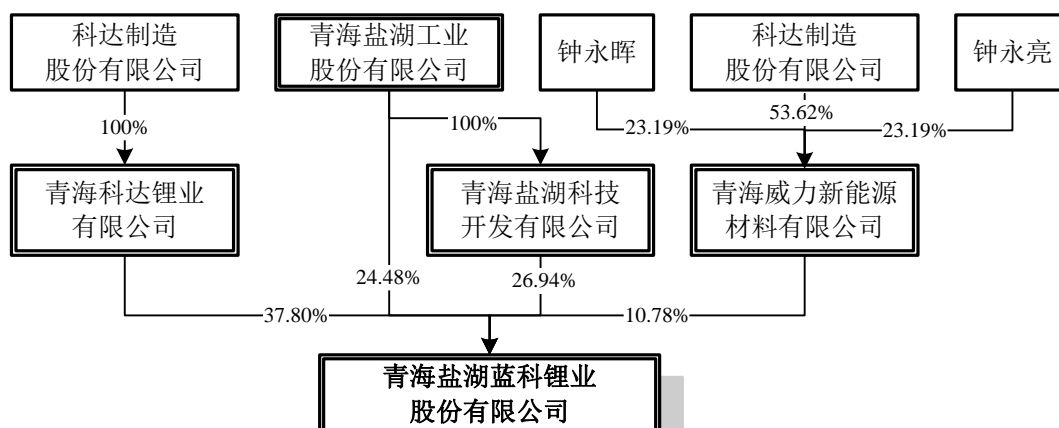 科达制造
股份有限公司
青海盐湖工业
股份有限公司
钟永晖
科达制造
股份有限公司
钟永亮
100%
100%
23.19%
53.62%
23.19%
青海科达锂业
有限公司
青海盐湖科技
开发有限公司
青海威力新能源
材料有限公司
24.48%
26.94%
37.80%
10.78%
青海盐湖蓝科锂业
股份有限公司